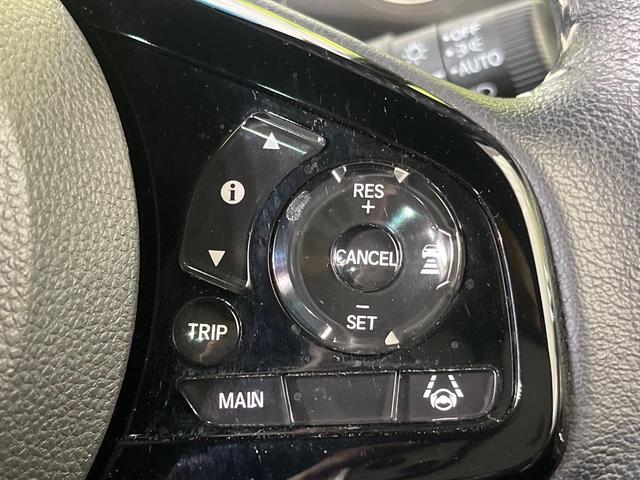 OFF
AUTO
i
RES
+
CANCEL
−
SET
TRIP
MAIN